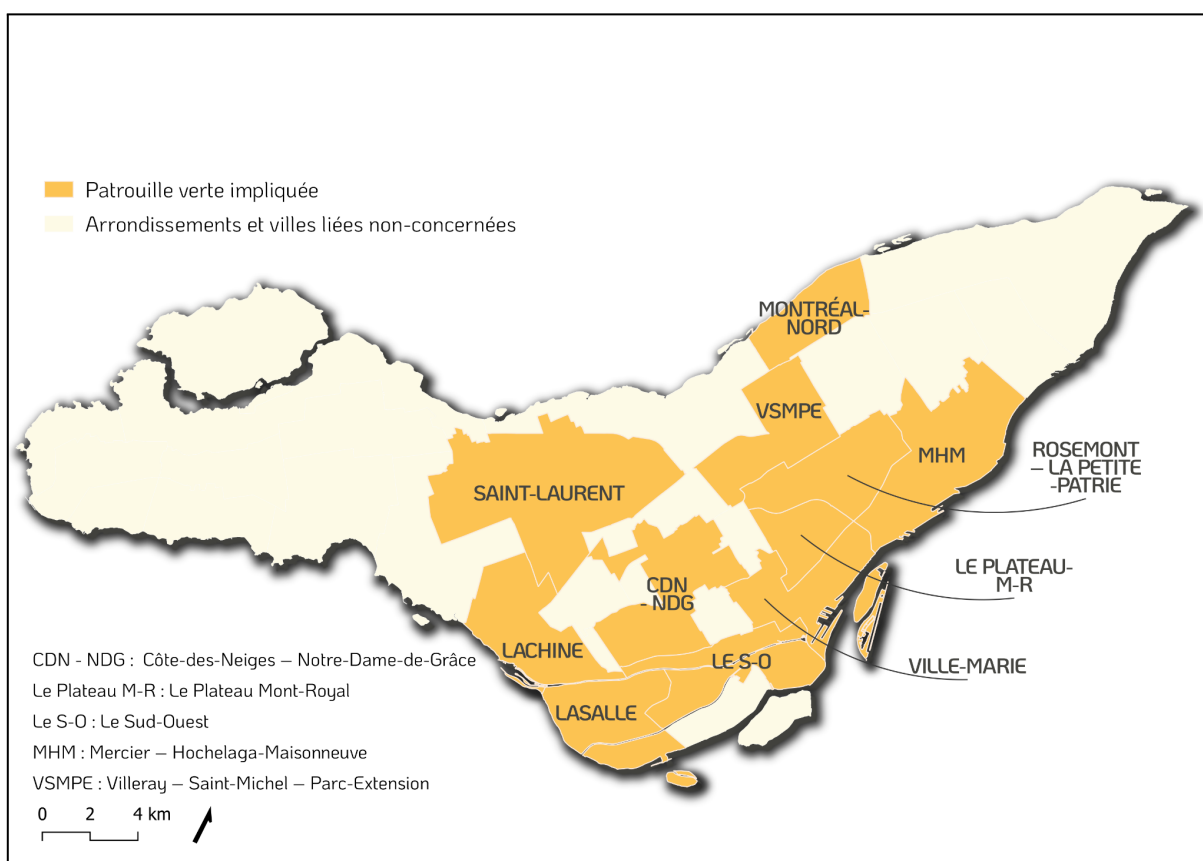 Patrouille verte impliquée
Arrondissements et villes liées non-concernées
MONTRÉAL-
NORD
VSMPE
MHM
ROSEMONT
– LA PETITE
-PATRIE
SAINT-LAURENT
LE PLATEAU-
M-R
CDN
- NDG
LACHINE
LE S-O
VILLE-MARIE
LASALLE
CDN - NDG : Côte-des-Neiges – Notre-Dame-de-Grâce
Le Plateau M-R : Le Plateau Mont-Royal
Le S-O : Le Sud-Ouest
MHM : Mercier – Hochelaga-Maisonneuve
VSMPE : Villeray – Saint-Michel – Parc-Extension
0 2 4 km